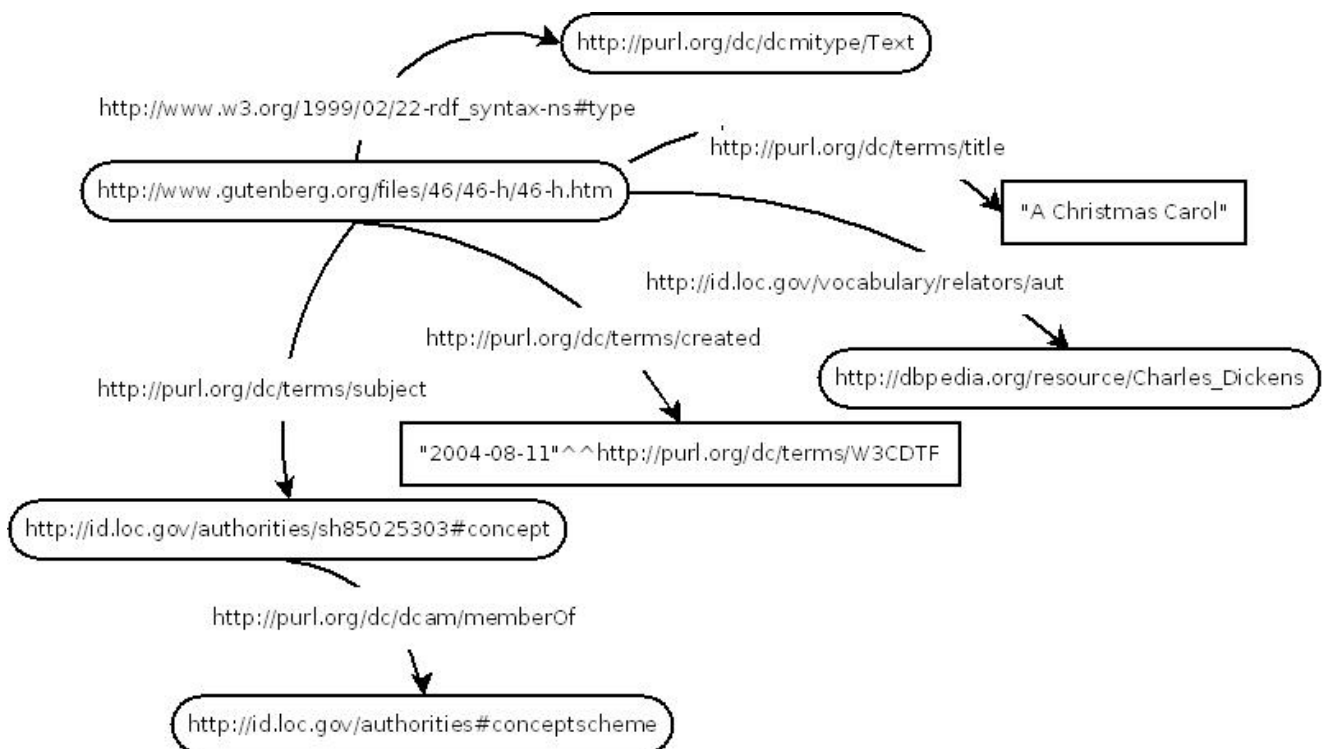 http://purl.org/dc/dcmitype/Text
http://www.w3.org/1999/02/22-rdf_syntax-ns#type
http://purl.org/dc/terms/title
http://www.gutenberg.org/files/46/46-h/46-h.htm
"A Christmas Carol"
http://id.loc.gov/vocabulary/relators/aut
http://purl.org/dc/terms/created
http://dbpedia.org/resource/Charles_Dickens
http://purl.org/dc/terms/subject
"2004-08-11"^^http://purl.org/dc/terms/W3CDTF
http://id.loc.gov/authorities/sh85025303#concept
http://purl.org/dc/dcam/memberOf
http://id.loc.gov/authorities#conceptscheme